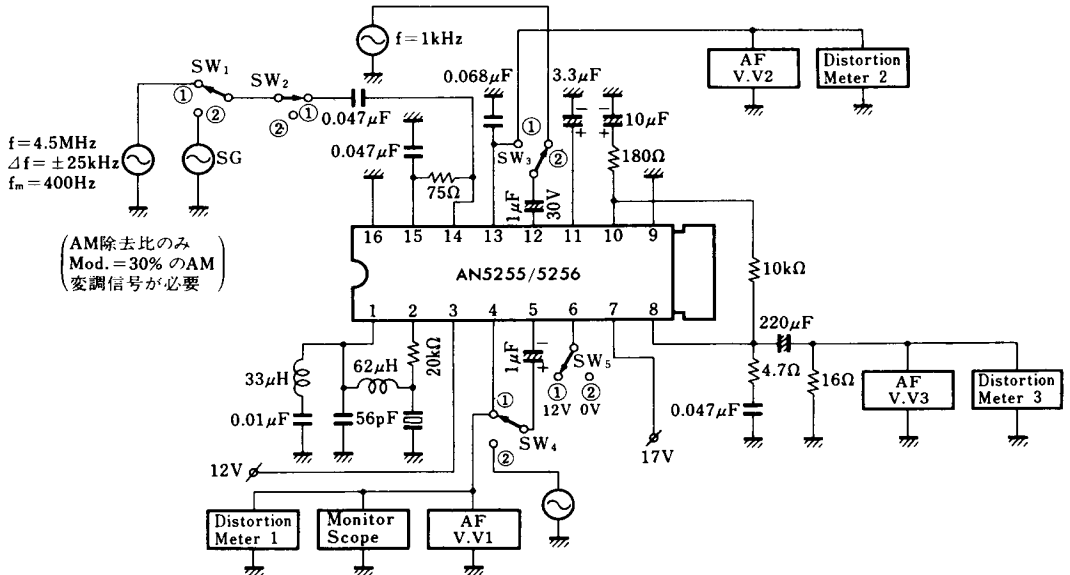 f=1kHz
AF
V.V2
Distortion
Meter 2
SW1
SW2
①
②
①
②
0.047μF
0.068μF
3.3μF
10μF
①
②
SW3
f=4.5MHz
Δf=±25kHz
fm=400Hz
SG
0.047μF
75Ω
180Ω
1μF
30V
(AM除去比のみ
Mod.=30%のAM
変調信号が必要)
16 15 14 13 12 11 10 9
AN5255/5256
1 2 3 4 5 6 7 8
10kΩ
220μF
33μH
62μH
20kΩ
1μF
SW5
①
②
12V
0V
4.7Ω
16Ω
0.01μF
56pF
①
SW4
②
0.047μF
AF
V.V3
Distortion
Meter 3
17V
12V
Distortion
Meter 1
Monitor
Scope
AF
V.V1